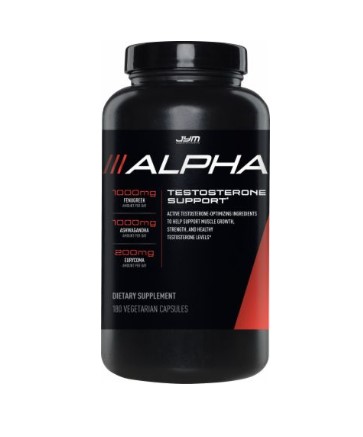 JYM
ALPHA
1000mg
FENUGREEK
1000mg
ASHWAGANDHA
200mg
EURYCOMA
TESTOSTERONE
SUPPORT*
ACTIVE TESTOSTERONE-OPTIMIZING INGREDIENTS
TO HELP SUPPORT MUSCLE GROWTH,
STRENGTH, AND HEALTHY
TESTOSTERONE LEVELS*
DIETARY SUPPLEMENT
180 VEGETARIAN CAPSULES